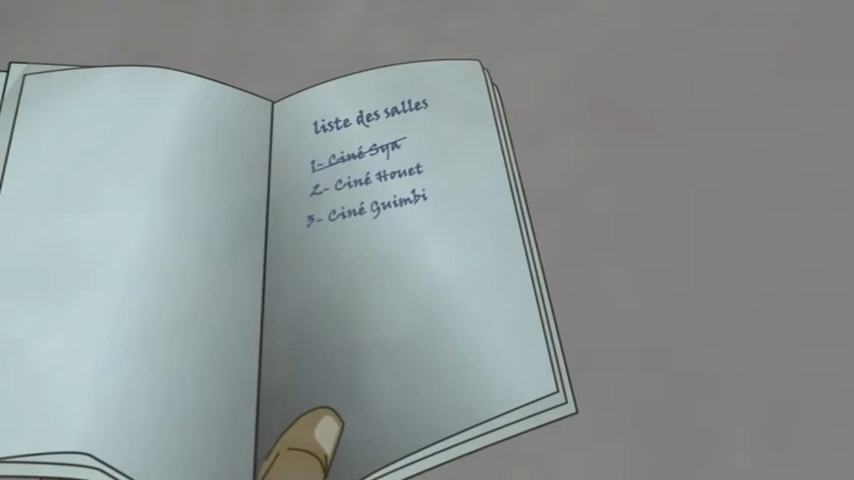 liste des salles
1- Ciné Sya
2- Ciné Houet
3- Ciné Guimbi